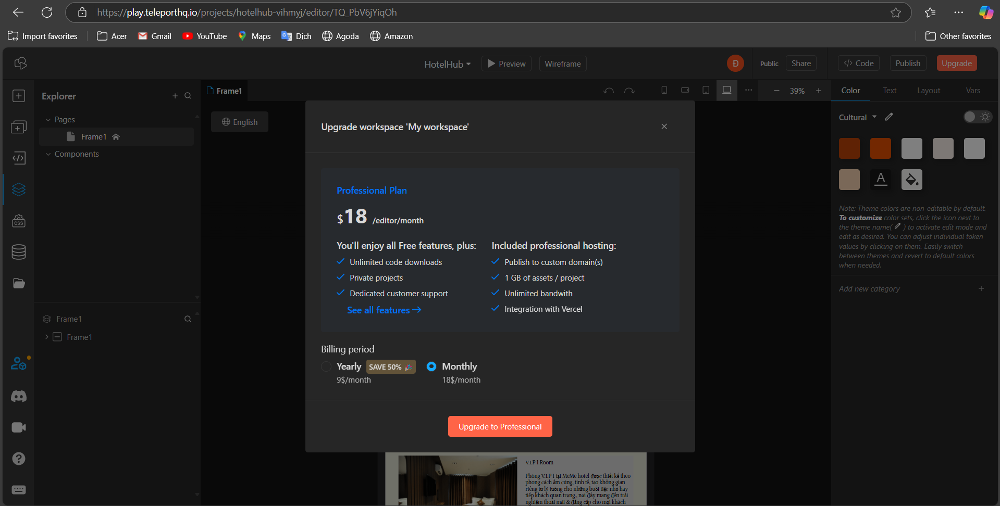 https://play.teleporthq.io/projects/hotelhub-vihmyj/editor/TQ_PbV6jYiqOh
Import favorites
Acer
Gmail
YouTube
Maps
Dịch
Agoda
Amazon
Other favorites
HotelHub
Preview
Wireframe
Đ
Public
Share
</> Code
Publish
Upgrade
Explorer
Frame1
39%
Color
Text
Layout
Vars
Pages
Frame1
Components
English
Upgrade workspace 'My workspace'
Cultural
Professional Plan
$18 /editor/month
You'll enjoy all Free features, plus:
Unlimited code downloads
Private projects
Dedicated customer support
See all features
Included professional hosting:
Publish to custom domain(s)
1 GB of assets / project
Unlimited bandwith
Integration with Vercel
A
Note: Theme colors are non-editable by default.
To customize color sets, click the icon next to
the theme name( ) to activate edit mode and
edit as desired. You can adjust individual token
values by clicking on them. Easily switch
between themes and revert to default colors
when needed.
Add new category
CSS
Frame1
Frame1
Billing period
Yearly
SAVE 50%
9$/month
Monthly
18$/month
Upgrade to Professional
V.I.P 1 Room
Phòng V.I.P 1 tại MeMe hotel được thiết kế theo
phong cách ấm cúng, tinh tế, tạo không gian
riêng tư lý tưởng cho những buổi tiệc nhỏ hay
tiếp khách quan trọng,, nơi đây mang đến trải
nghiệm thoải mái & đẳng cấp cho mọi khách